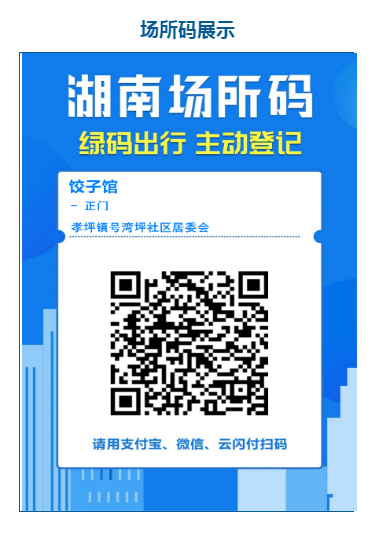 场所码展示
湖南场所码
绿码出行 主动登记
饺子馆
- 正门
孝坪镇号湾坪社区居委会
请用支付宝、微信、云闪付扫码